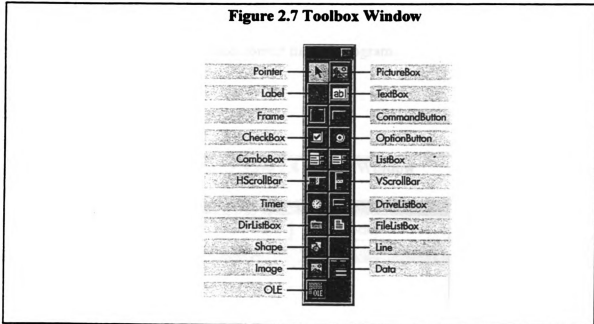 Figure 2.7 Toolbox Window
Pointer PictureBox
Label ab TextBox
Frame CommandButton
CheckBox OptionButton
ComboBox ListBox
HScrollBar VScrollBar
Timer DriveListBox
DirListBox FileListBox
Shape Line
Image Data
OLE OLE